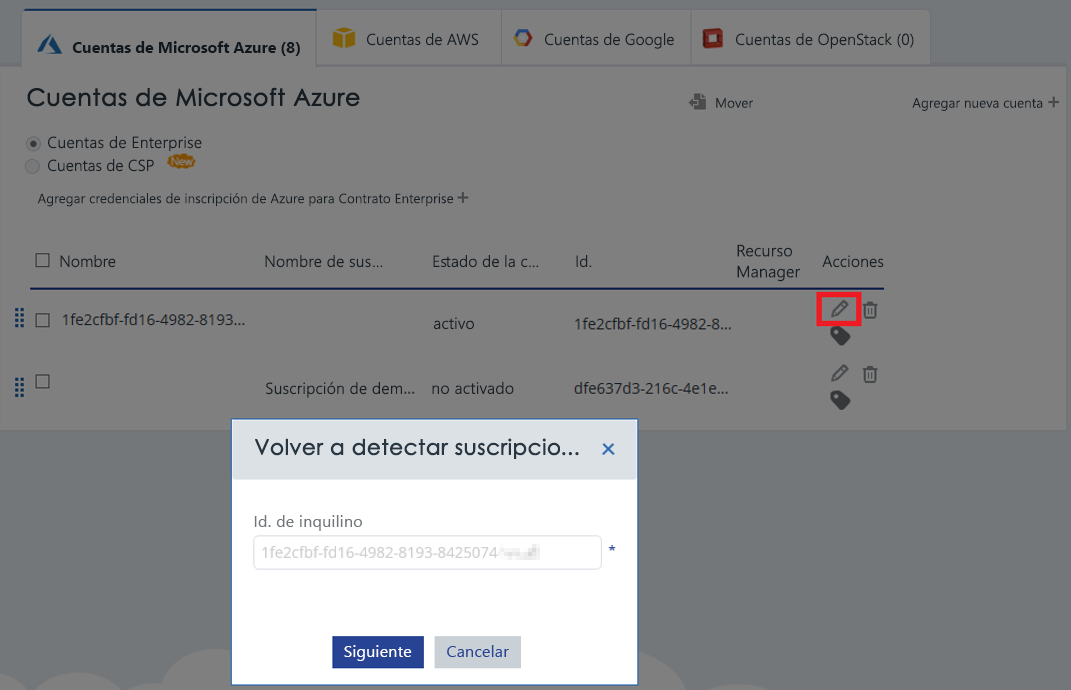 Cuentas de Microsoft Azure (8)
Cuentas de AWS
Cuentas de Google
Cuentas de OpenStack (0)
Cuentas de Microsoft Azure
Mover
Agregar nueva cuenta +
Cuentas de Enterprise
Cuentas de CSP New
Agregar credenciales de inscripción de Azure para Contrato Enterprise +
Nombre
Nombre de sus...
Estado de la c...
Id.
Recurso
Manager
Acciones
1fe2cfbf-fd16-4982-8193...
activo
1fe2cfbf-fd16-4982-8...
Suscripción de dem...
no activado
dfe637d3-216c-4e1e...
Volver a detectar suscripcio...
Id. de inquilino
1fe2cfbf-fd16-4982-8193-8425074
*
Siguiente
Cancelar